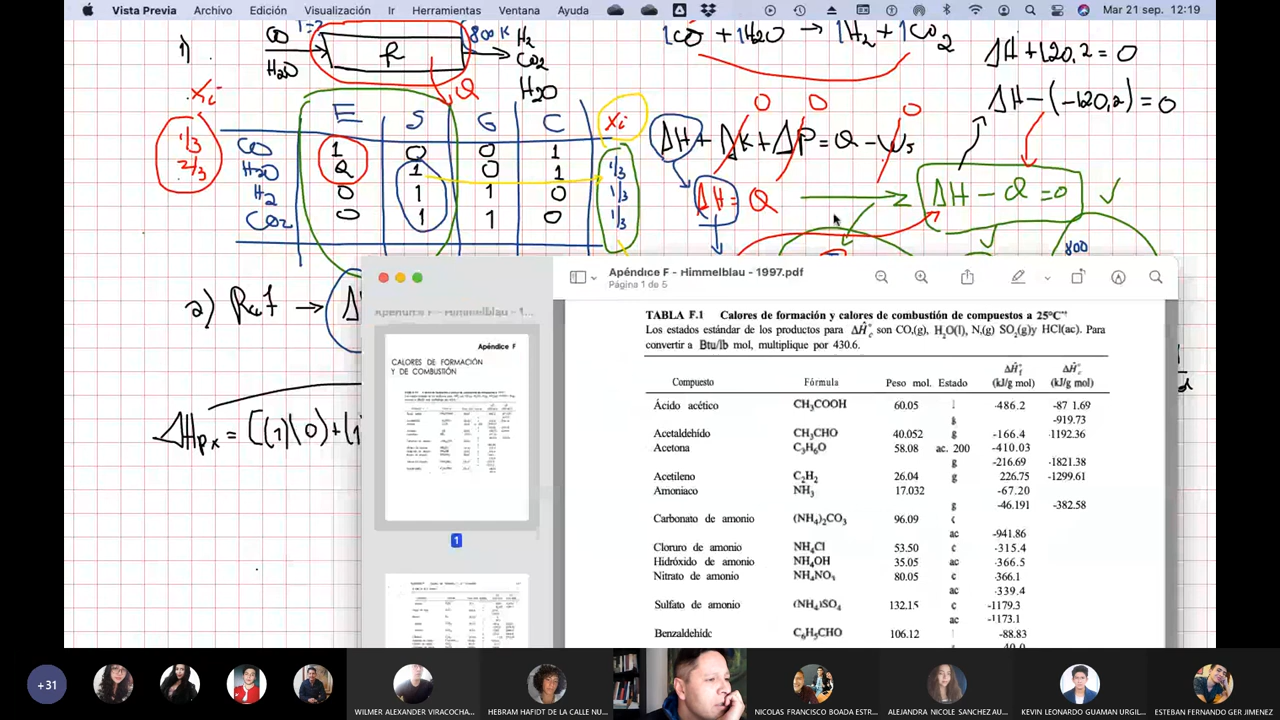 Vista Previa Archivo Edición Visualización Ir Herramientas Ventana Ayuda Mar 21 sep. 12:19
1) CO H2O R 800K H2 CO2 H2O
1CO + 1H2O → 1H2 + 1CO2
ΔH + 120,2 = 0
ΔH - (-120,2) = 0
Xi 1/3 2/3
Q
E S G C Xi
CO 1 0 0 1
H2O 2 1 0 1 1/3
H2 0 1 1 0 1/3
CO2 0 1 1 0 1/3
0 0 0
ΔH + ΔK + ΔP = Q - Ws
ΔH = Q → ΔH - Q = 0 ✓
800
2) Ref →
ΔHpx = [(1)(0)+(1
Apéndice F - Himmelblau - 1997.pdf
Página 1 de 5
Apéndice F
CALORES DE FORMACIÓN
Y DE COMBUSTIÓN
1
TABLA F.1 Calores de formación y calores de combustión de compuestos a 25°C
Los estados estándar de los productos para ΔĤ°c son CO,(g), H2O(l), N,(g) SO2(g)y HCl(ac). Para
convertir a Btu/lb mol, multiplique por 430.6.
Compuesto Fórmula Peso mol. Estado ΔĤ°f (kJ/g mol) ΔĤ°c (kJ/g mol)
Ácido acético CH3COOH 60.05 l -486.2 -87 1.69
g -919.73
Acetaldehído CH3CHO 40.052 g -166.4 1192.36
Acetona C3H6O 58.08 ac. 200 -410.03
g -216.69 -1821.38
Acetileno C2H2 26.04 g 226.75 -1299.61
Amoniaco NH3 17.032 -67.20
g -46.191 -382.58
Carbonato de amonio (NH4)2CO3 96.09 c
ac -941.86
Cloruro de amonio NH4Cl 53.50 c -315.4
Hidróxido de amonio NH4OH 35.05 ac -366.5
Nitrato de amonio NH4NO3 80.05 c -366.1
ac -339.4
Sulfato de amonio (NH4)SO4 132.15 c -1179.3
ac -1173.1
Benzaldehídc C6H5CHO 106.12 l -88.83
+31
WILMER ALEXANDER VIRACOCHA...
HEBRAM HAFIDT DE LA CALLE NU...
NICOLAS FRANCISCO BOADA ESTR...
ALEJANDRA NICOLE SANCHEZ AU...
KEVIN LEONARDO GUAMAN URGIL...
ESTEBAN FERNANDO GER JIMENEZ